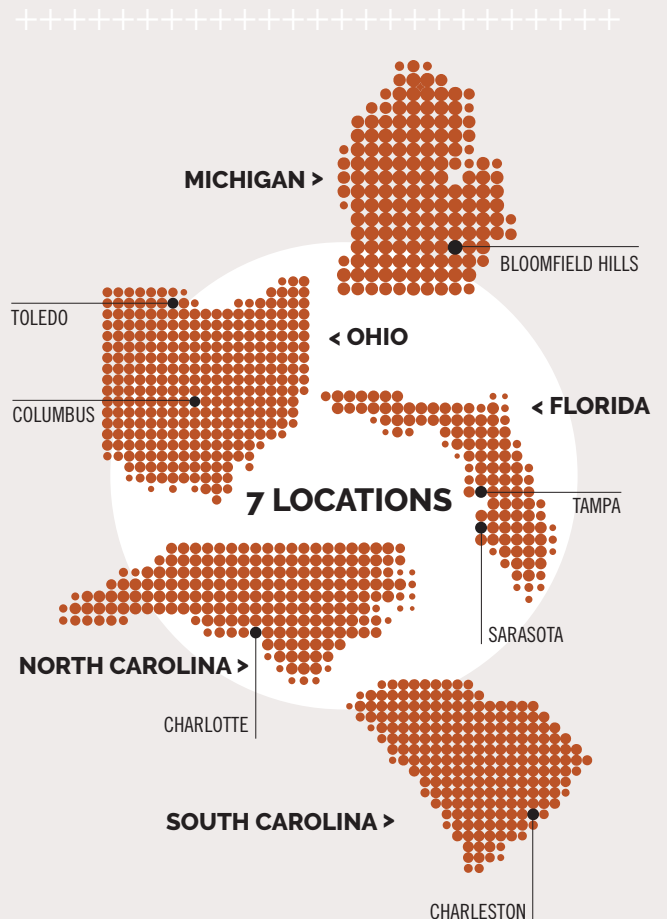 MICHIGAN >
BLOOMFIELD HILLS
TOLEDO
< OHIO
COLUMBUS
< FLORIDA
7 LOCATIONS
TAMPA
SARASOTA
NORTH CAROLINA >
CHARLOTTE
SOUTH CAROLINA >
CHARLESTON